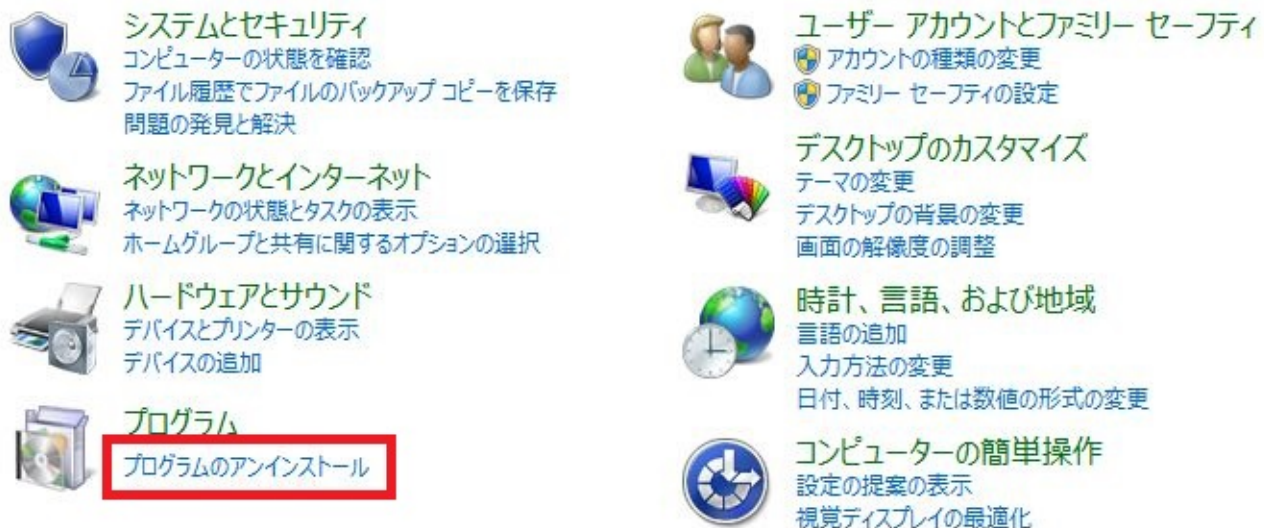 システムとセキュリティ
コンピューターの状態を確認
ファイル履歴でファイルのバックアップ コピーを保存
問題の発見と解決
ネットワークとインターネット
ネットワークの状態とタスクの表示
ホームグループと共有に関するオプションの選択
ハードウェアとサウンド
デバイスとプリンターの表示
デバイスの追加
プログラム
プログラムのアンインストール
ユーザー アカウントとファミリー セーフティ
アカウントの種類の変更
ファミリー セーフティの設定
デスクトップのカスタマイズ
テーマの変更
デスクトップの背景の変更
画面の解像度の調整
時計、言語、および地域
言語の追加
入力方法の変更
日付、時刻、または数値の形式の変更
コンピューターの簡単操作
設定の提案の表示
視覚ディスプレイの最適化